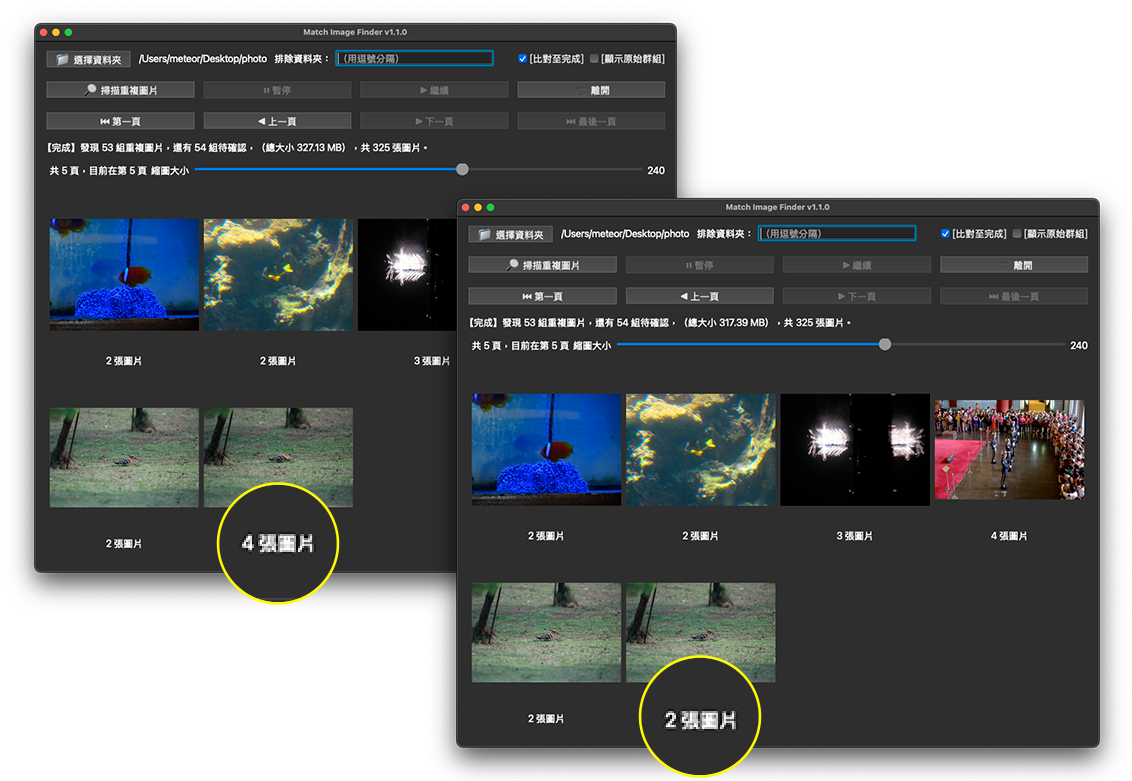 Match Image Finder v1.1.0
選擇資料夾 /Users/meteor/Desktop/photo 排除資料夾： （用逗號分隔） [比對至完成] [顯示原始群組]
掃描重複圖片 暫停 繼續 離開
第一頁 上一頁 下一頁 最後一頁
【完成】發現 53 組重複圖片，還有 54 組待確認，（總大小 327.13 MB），共 325 張圖片。
共 5 頁，目前在第 5 頁 縮圖大小 240
2 張圖片 2 張圖片 3 張圖片
2 張圖片 4 張圖片
Match Image Finder v1.1.0
選擇資料夾 /Users/meteor/Desktop/photo 排除資料夾： （用逗號分隔） [比對至完成] [顯示原始群組]
掃描重複圖片 暫停 繼續 離開
第一頁 上一頁 下一頁 最後一頁
【完成】發現 53 組重複圖片，還有 54 組待確認，（總大小 317.39 MB），共 325 張圖片。
共 5 頁，目前在第 5 頁 縮圖大小 240
2 張圖片 2 張圖片 3 張圖片 4 張圖片
2 張圖片 2 張圖片